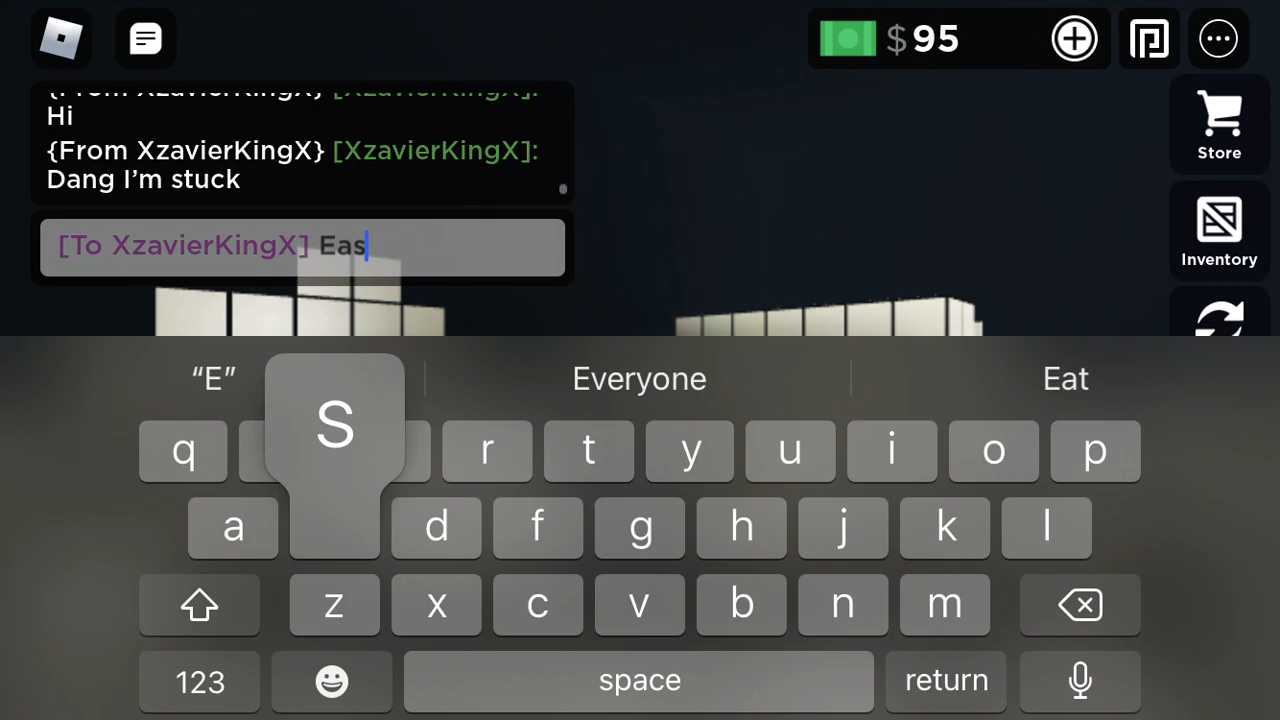 $ 95
{From XzavierKingX} [XzavierKingX]:
Hi
{From XzavierKingX} [XzavierKingX]:
Dang I'm stuck
[To XzavierKingX] Eas
Store
Inventory
“E” Everyone Eat
S
q r t y u i o p
a d f g h j k l
z x c v b n m
123 space return